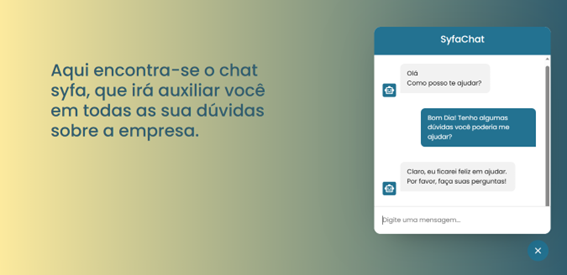 Aqui encontra-se o chat
syfa, que irá auxiliar você
em todas as sua dúvidas
sobre a empresa.
SyfaChat
Olá
Como posso te ajudar?
Bom Dia! Tenho algumas
dúvidas você poderia me
ajudar?
Claro, eu ficarei feliz em ajudar.
Por favor, faça suas perguntas!
Digite uma mensagem...